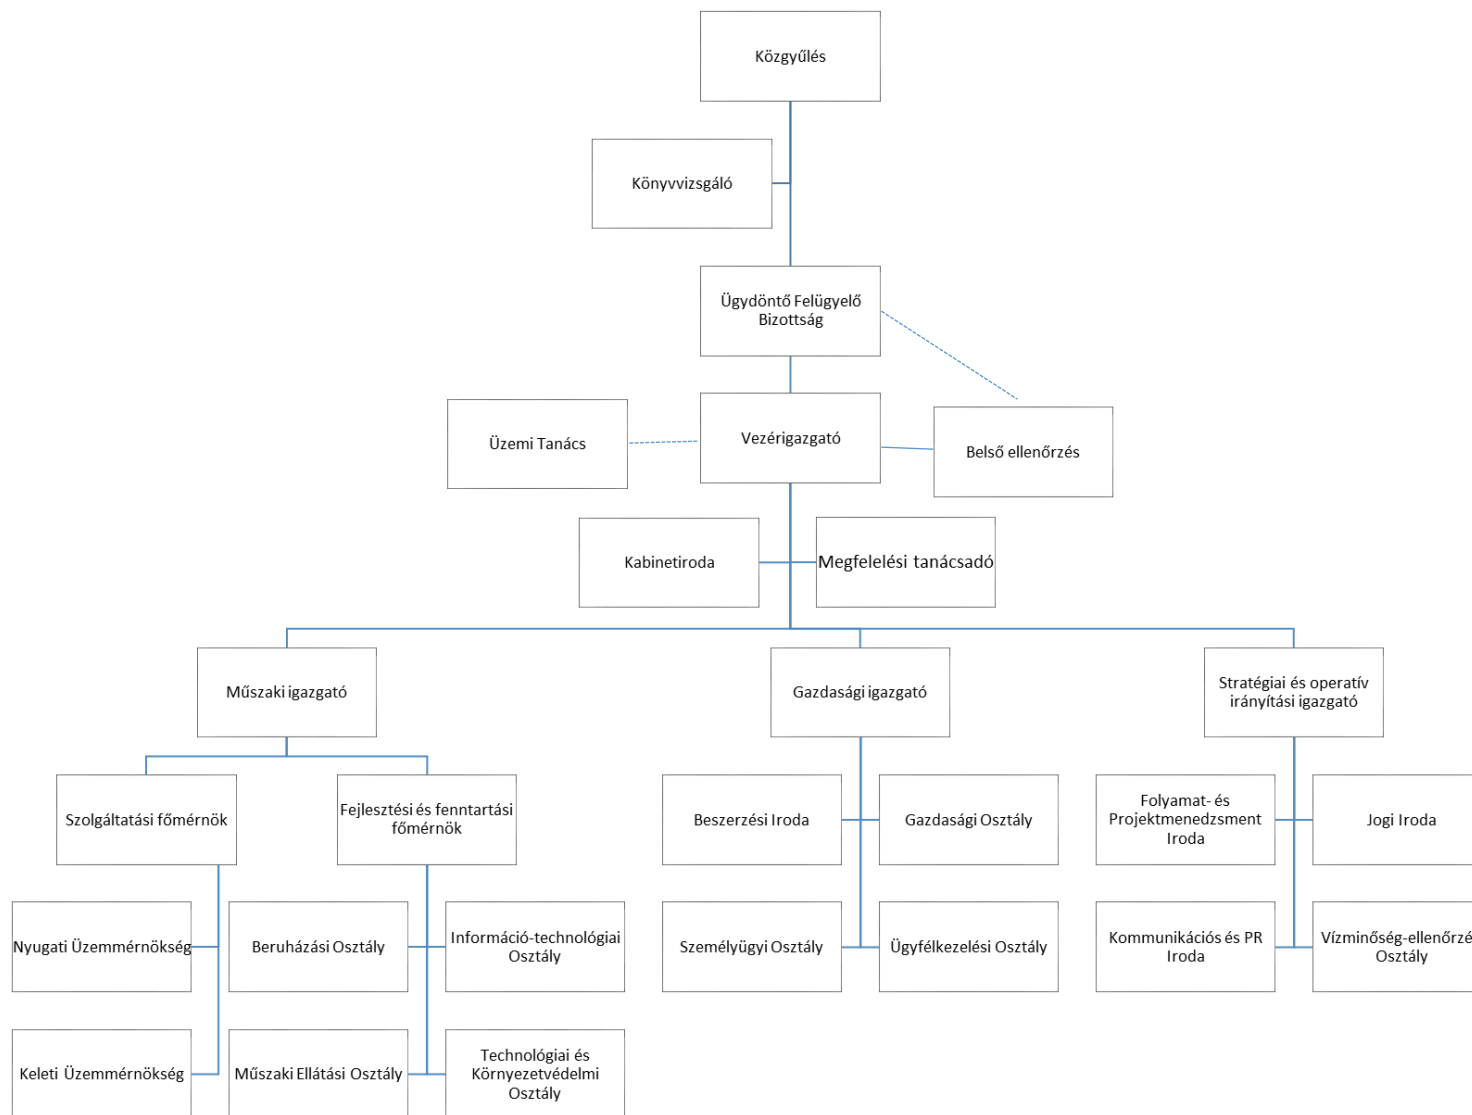 Közgyűlés
Könyvvizsgáló
Ügydöntő Felügyelő
Bizottság
Üzemi Tanács
Vezérigazgató
Belső ellenőrzés
Kabinetiroda
Megfelelési tanácsadó
Műszaki igazgató
Gazdasági igazgató
Stratégiai és operatív
irányítási igazgató
Szolgáltatási főmérnök
Fejlesztési és fenntartási
főmérnök
Beszerzési Iroda
Gazdasági Osztály
Folyamat- és
Projektmenedzsment
Iroda
Jogi Iroda
Nyugati Üzemmérnökség
Beruházási Osztály
Információ-technológiai
Osztály
Személyügyi Osztály
Ügyfélkezelési Osztály
Kommunikációs és PR
Iroda
Vízminőség-ellenőrzé
Osztály
Keleti Üzemmérnökség
Műszaki Ellátási Osztály
Technológiai és
Környezetvédelmi
Osztály